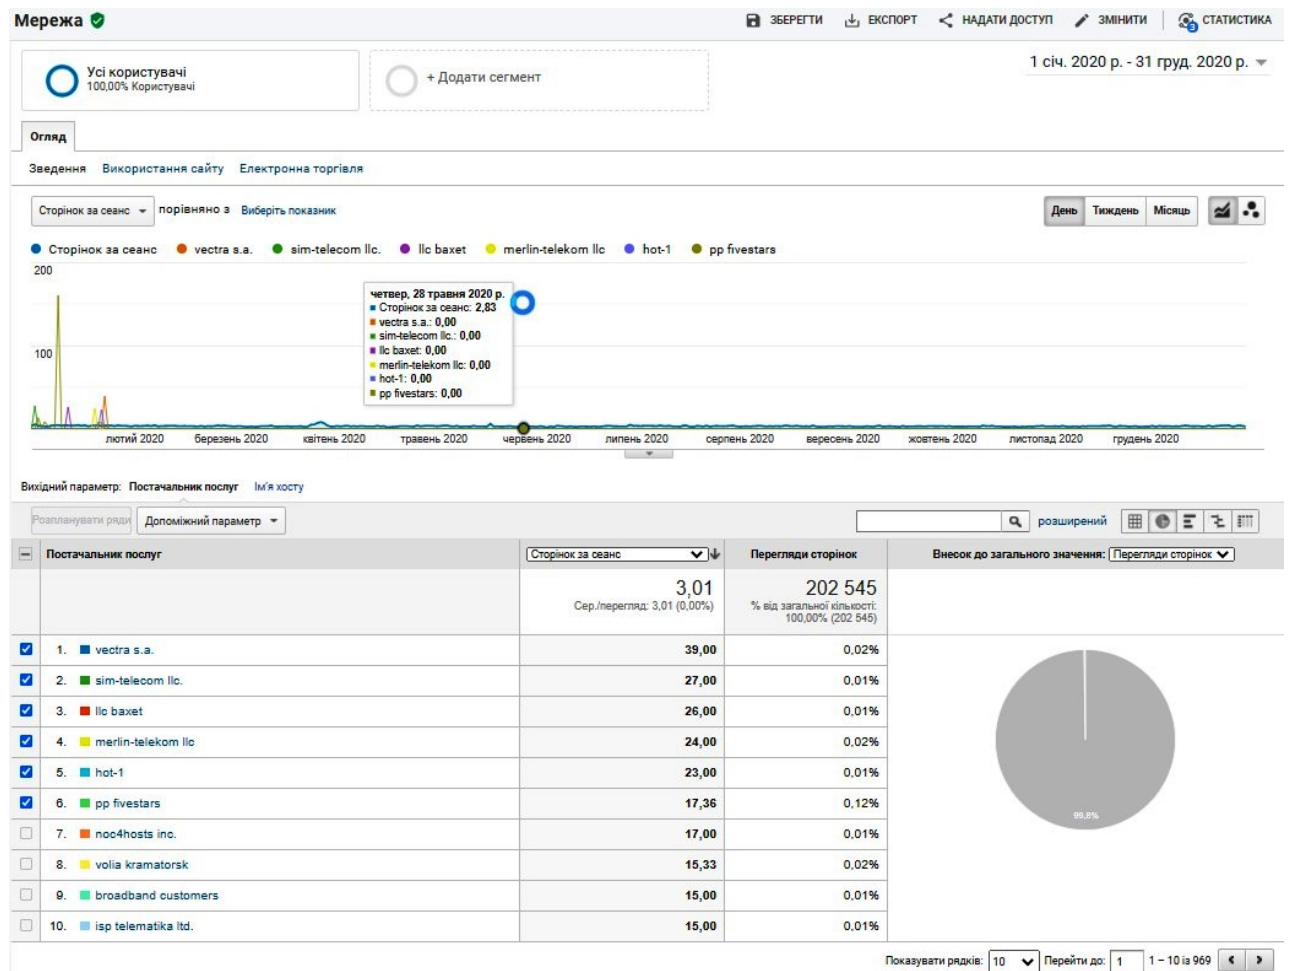 Мережа
ЗБЕРЕГТИ ЕКСПОРТ НАДАТИ ДОСТУП ЗМІНИТИ 3 СТАТИСТИКА
Усі користувачі
100,00% Користувачі
+ Додати сегмент
1 січ. 2020 р. - 31 груд. 2020 р.
Огляд
Зведення Використання сайту Електронна торгівля
Сторінок за сеанс порівняно з Виберіть показник
День Тиждень Місяць
Сторінок за сеанс vectra s.a. sim-telecom llc. llc baxet merlin-telekom llc hot-1 pp fivestars
200
100
четвер, 28 травня 2020 р.
Сторінок за сеанс: 2,83
vectra s.a.: 0,00
sim-telecom llc.: 0,00
llc baxet: 0,00
merlin-telekom llc: 0,00
hot-1: 0,00
pp fivestars: 0,00
лютий 2020 березень 2020 квітень 2020 травень 2020 червень 2020 липень 2020 серпень 2020 вересень 2020 жовтень 2020 листопад 2020 грудень 2020
Вихідний параметр: Постачальник послуг Ім'я хосту
Розпланувати ряди Допоміжний параметр розширений
Постачальник послуг Сторінок за сеанс Перегляди сторінок Внесок до загального значення: Перегляди сторінок
3,01 202 545
Сер./перегляд: 3,01 (0,00%) % від загальної кількості:
100,00% (202 545)
1. vectra s.a. 39,00 0,02%
2. sim-telecom llc. 27,00 0,01%
3. llc baxet 26,00 0,01%
4. merlin-telekom llc 24,00 0,02%
5. hot-1 23,00 0,01%
6. pp fivestars 17,36 0,12%
99,8%
7. noc4hosts inc. 17,00 0,01%
8. volia kramatorsk 15,33 0,02%
9. broadband customers 15,00 0,01%
10. isp telematika ltd. 15,00 0,01%
Показувати рядків: 10 Перейти до: 1 1 – 10 із 969